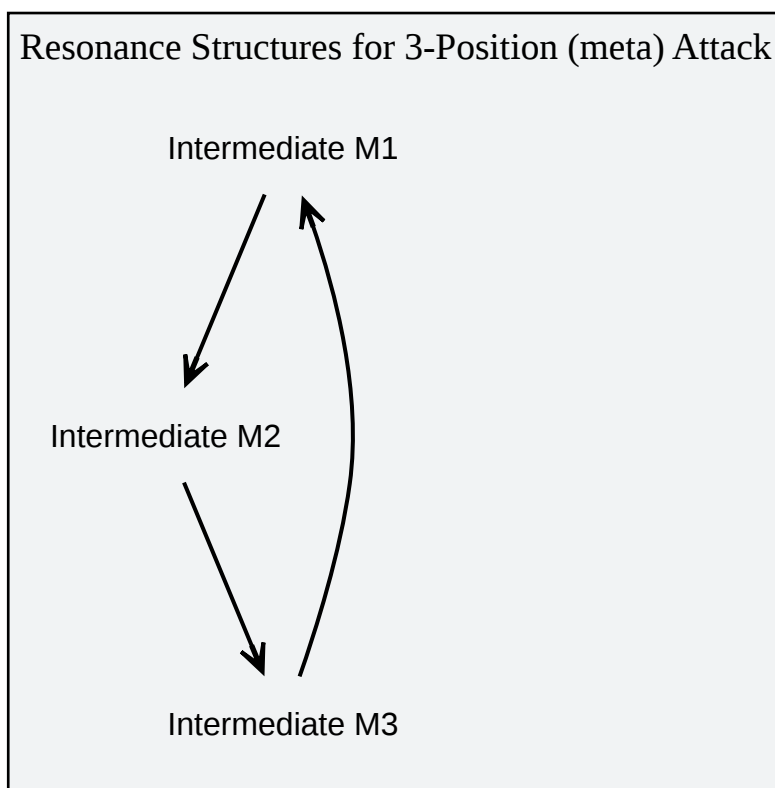 Resonance Structures for 3-Position (meta) Attack
Intermediate M1
Intermediate M2
Intermediate M3